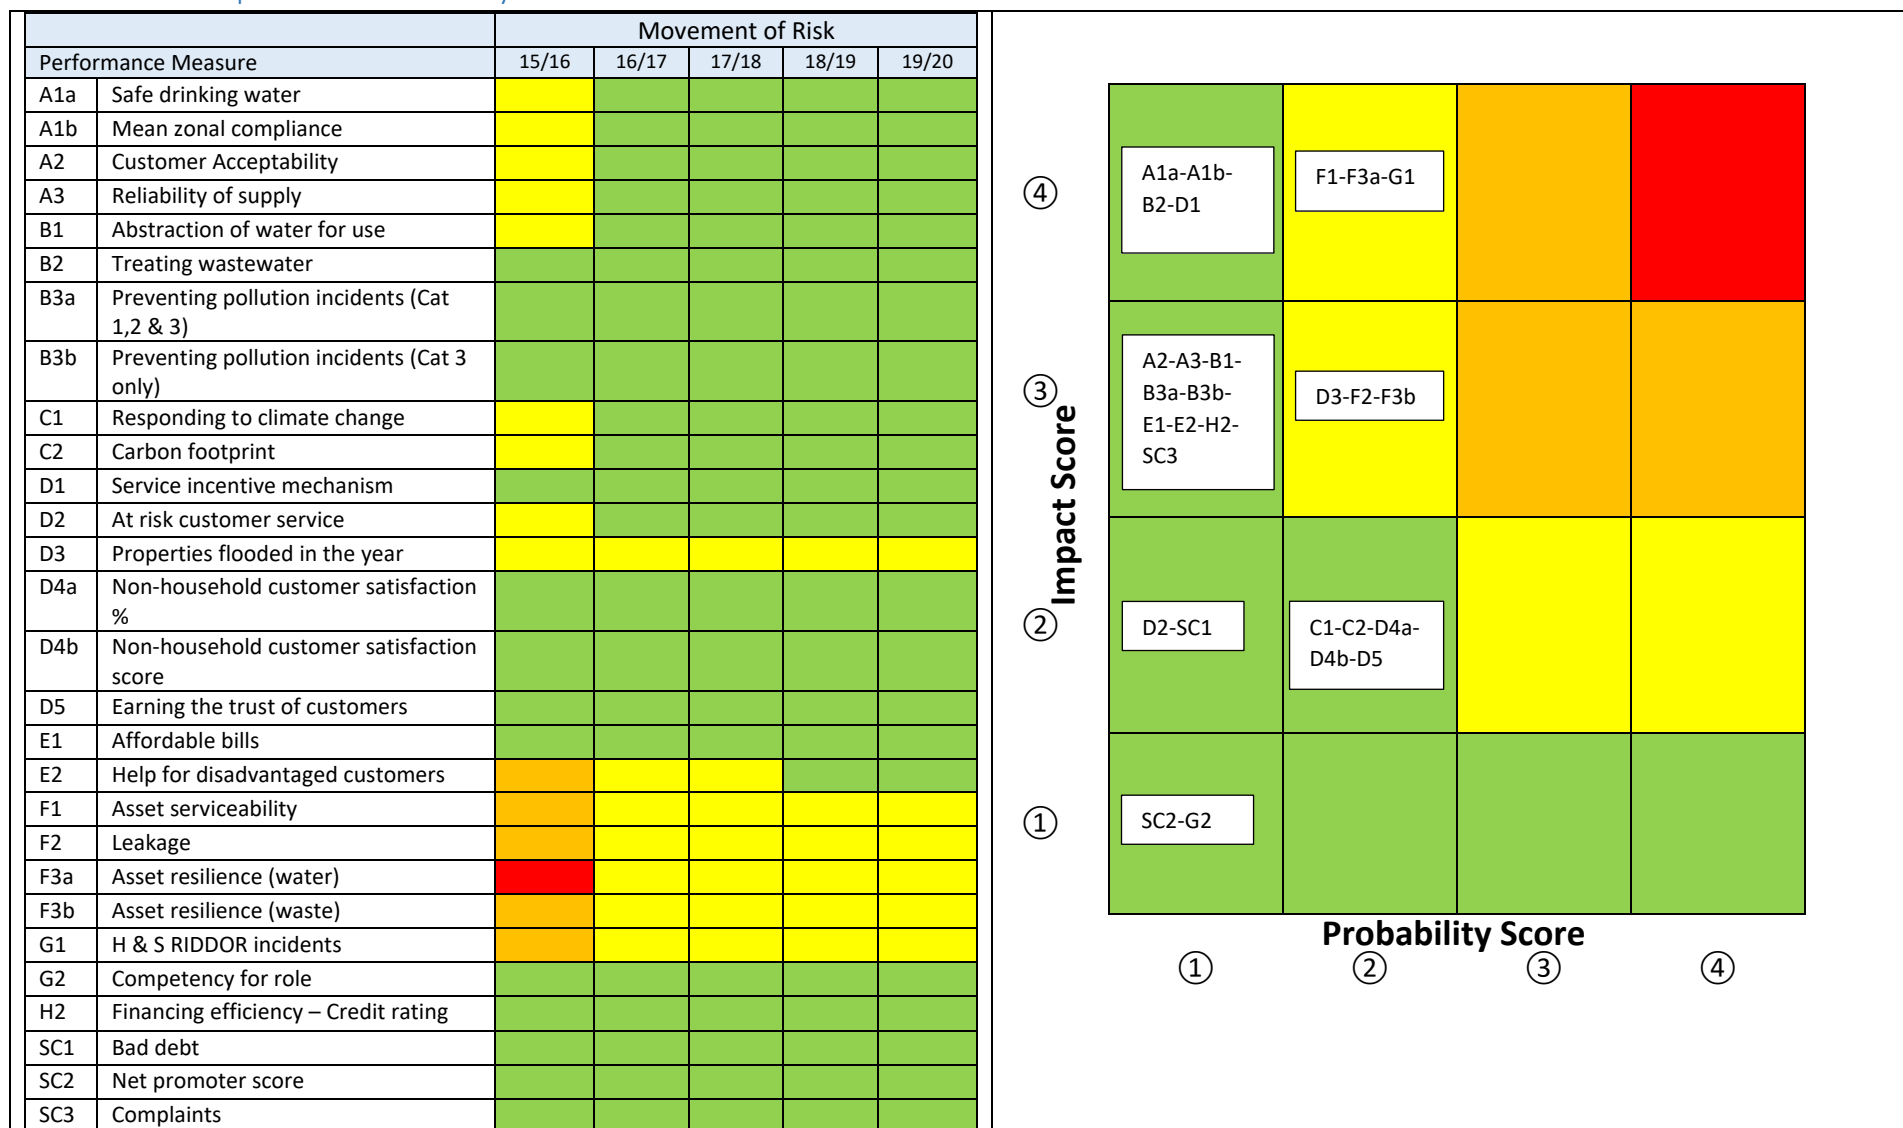 Movement of Risk
Performance Measure 15/16 16/17 17/18 18/19 19/20
A1a Safe drinking water
A1b Mean zonal compliance
A2 Customer Acceptability
A3 Reliability of supply
B1 Abstraction of water for use
B2 Treating wastewater
B3a Preventing pollution incidents (Cat
1,2 & 3)
B3b Preventing pollution incidents (Cat 3
only)
C1 Responding to climate change
C2 Carbon footprint
D1 Service incentive mechanism
D2 At risk customer service
D3 Properties flooded in the year
D4a Non-household customer satisfaction
%
D4b Non-household customer satisfaction
score
D5 Earning the trust of customers
E1 Affordable bills
E2 Help for disadvantaged customers
F1 Asset serviceability
F2 Leakage
F3a Asset resilience (water)
F3b Asset resilience (waste)
G1 H & S RIDDOR incidents
G2 Competency for role
H2 Financing efficiency – Credit rating
SC1 Bad debt
SC2 Net promoter score
SC3 Complaints
Impact Score
④
A1a-A1b-
B2-D1
F1-F3a-G1
③
A2-A3-B1-
B3a-B3b-
E1-E2-H2-
SC3
D3-F2-F3b
②
D2-SC1
C1-C2-D4a-
D4b-D5
①
SC2-G2
Probability Score
① ② ③ ④